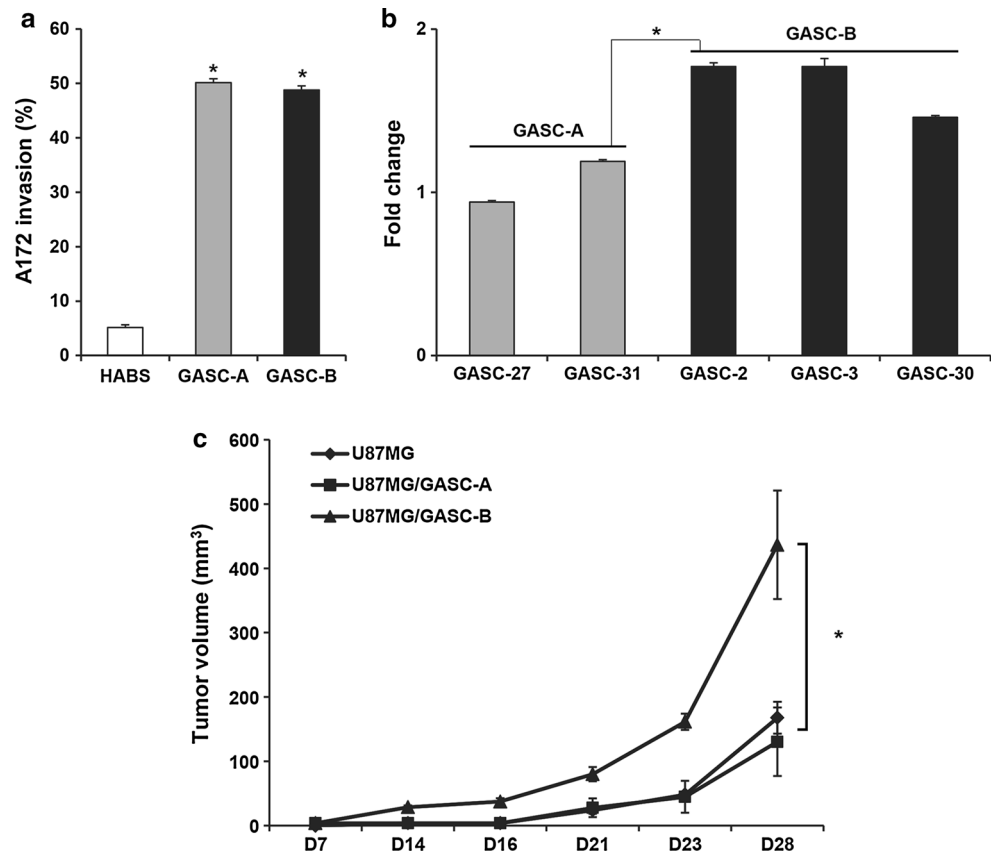 a
A172 invasion (%)
60
50
40
30
20
10
0
*
*
HABS GASC-A GASC-B
b
Fold change
2
1
0
GASC-A
*
GASC-B
GASC-27 GASC-31 GASC-2 GASC-3 GASC-30
c
Tumor volume (mm³)
600
500
400
300
200
100
0
U87MG
U87MG/GASC-A
U87MG/GASC-B
*
D7 D14 D16 D21 D23 D28